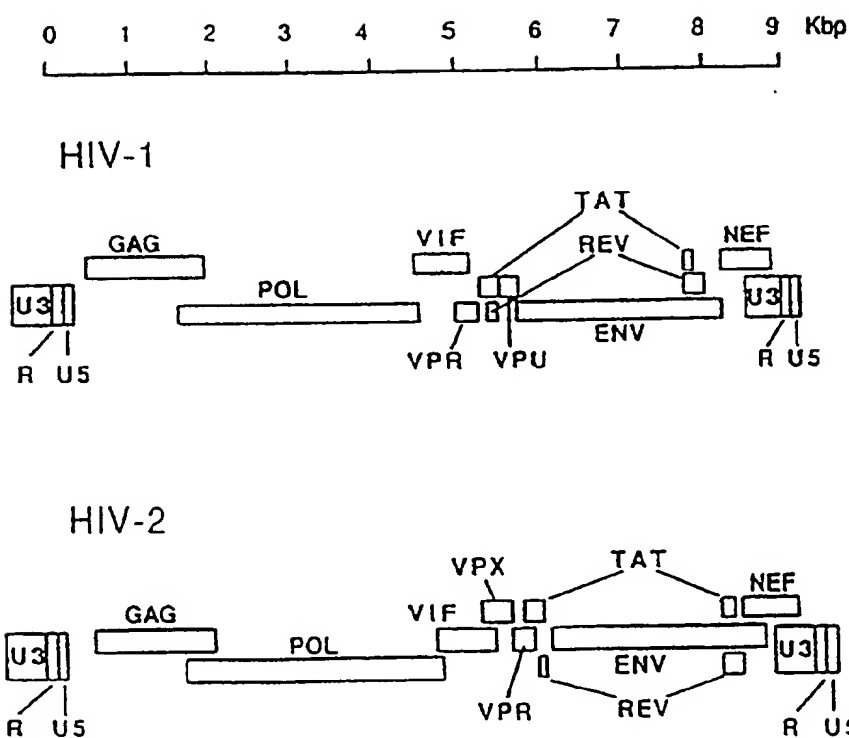 0 1 2 3 4 5 6 7 8 9 Kbp
HIV-1
TAT
GAG VIF REV NEF
U3 POL U3
ENV
R U5 VPR VPU R U5
HIV-2
VPX TAT NEF
GAG VIF
U3 POL ENV U3
VPR REV
R U5 R U5